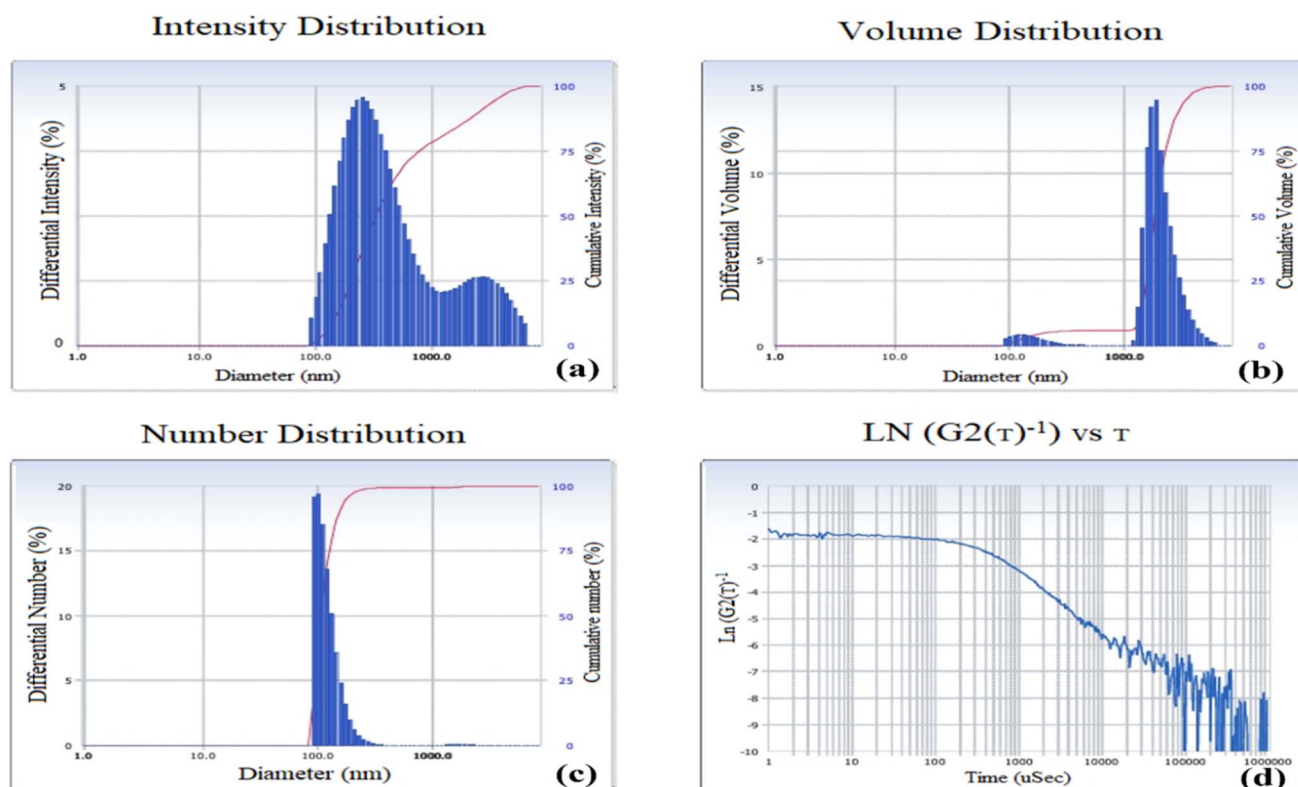 Intensity Distribution
Differential Intensity (%)
5
0
100
75
50
25
0
Cumulative Intensity (%)
1.0 10.0 100.0 1000.0
Diameter (nm)
(a)
Volume Distribution
Differential Volume (%)
15
10
5
0
100
75
50
25
0
Cumulative Volume (%)
1.0 10.0 100.0 1000.0
Diameter (nm)
(b)
Number Distribution
Differential Number (%)
20
15
10
5
0
100
75
50
25
0
Cumulative number (%)
1.0 10.0 100.0 1000.0
Diameter (nm)
(c)
LN (G2(τ)-1) vs τ
Ln (G2(τ)-1
0
-1
-2
-3
-4
-5
-6
-7
-8
-9
-10
1 10 100 1000 10000 100000 1000000
Time (uSec)
(d)